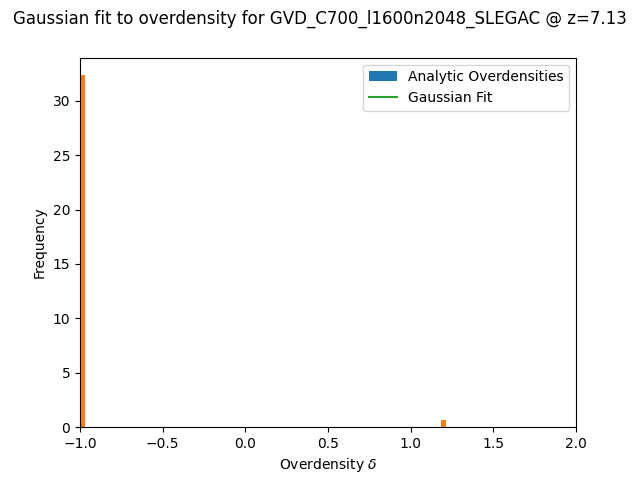 Gaussian fit to overdensity for GVD_C700_l1600n2048_SLEGAC @ z=7.13
Analytic Overdensities
Gaussian Fit
Frequency
30
25
20
15
10
5
0
−1.0 −0.5 0.0 0.5 1.0 1.5 2.0
Overdensity δ